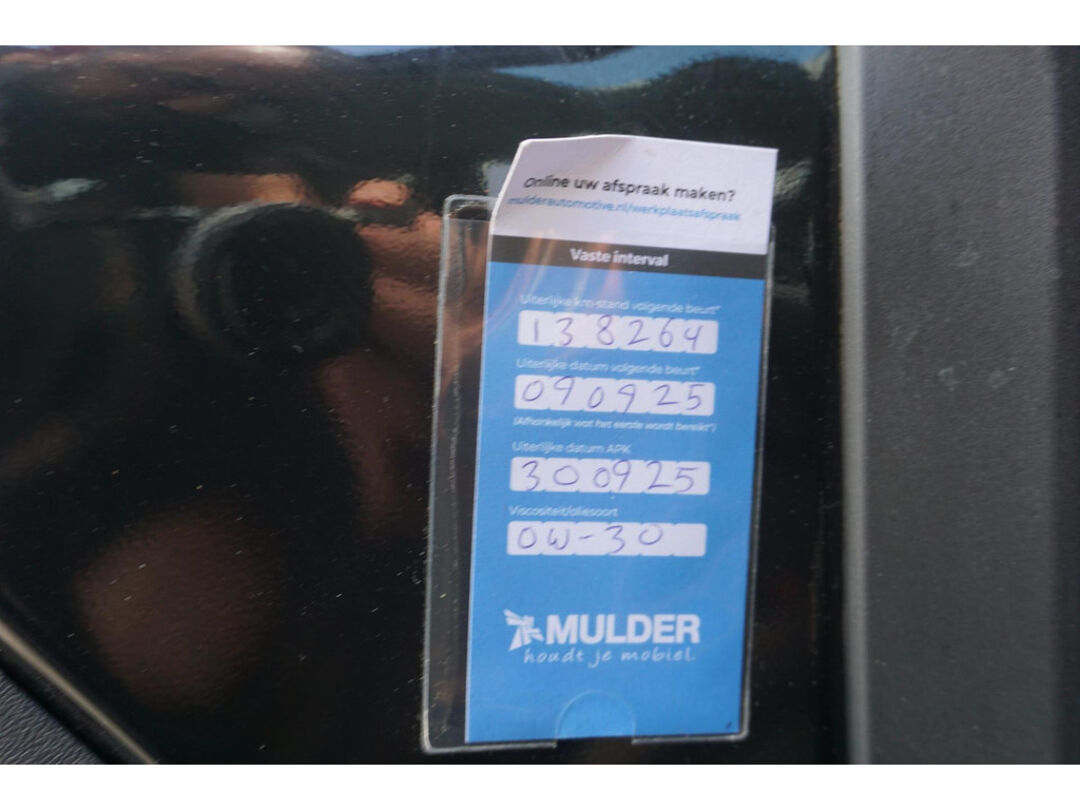 Online uw afspraak maken?
mulderautomotive.nl/werkplaatsafspraak
Vaste interval
Uiterlijke km-stand volgende beurt*
138264
Uiterlijke datum volgende beurt*
090925
(Afhankelijk wat het eerste wordt bereikt*)
Uiterlijke datum APK
300925
Viscositeit/oliesoort
0W-30
MULDER
houdt je mobiel.